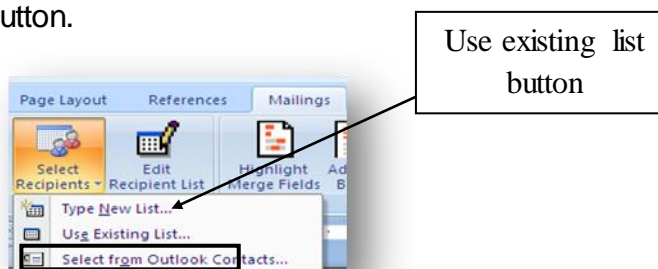 utton.
Use existing list
button
Page Layout References Mailings
Select Recipients
Edit Recipient List
Highlight Merge Fields
Type New List...
Use Existing List...
Select from Outlook Contacts...